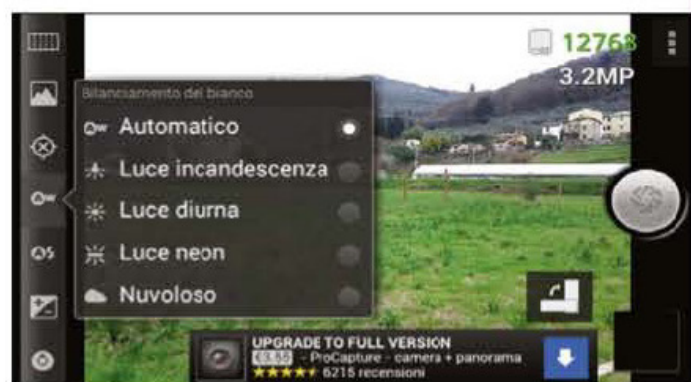 12768
3.2MP
Bilanciamento del bianco
Automatico
Luce incandescenza
Luce diurna
Luce neon
Nuvoloso
UPGRADE TO FULL VERSION
- ProCapture - camera + panorama
6215 recensioni